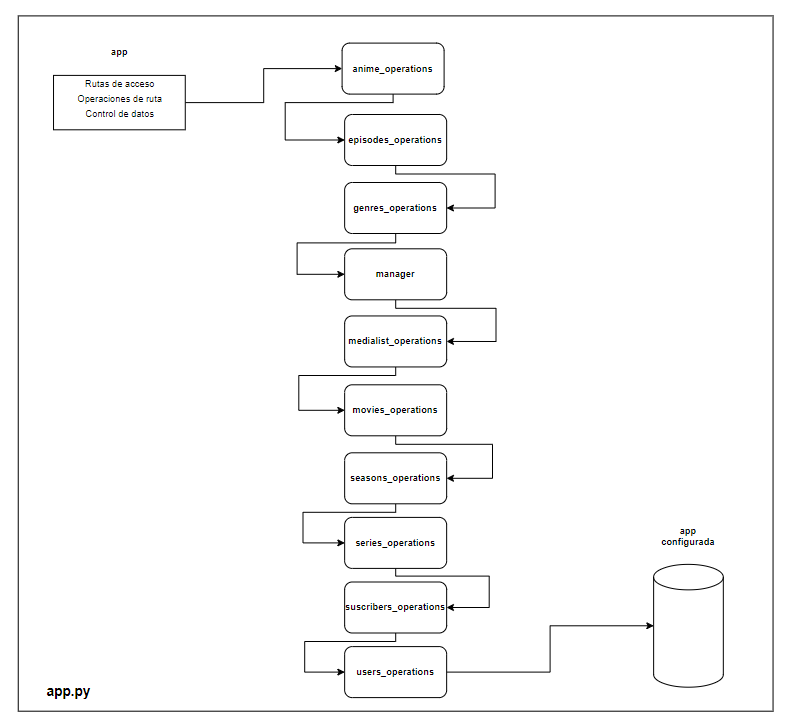 app
Rutas de acceso
Operaciones de ruta
Control de datos
anime_operations
episodes_operations
genres_operations
manager
medialist_operations
movies_operations
seasons_operations
series_operations
suscribers_operations
users_operations
app
configurada
app.py